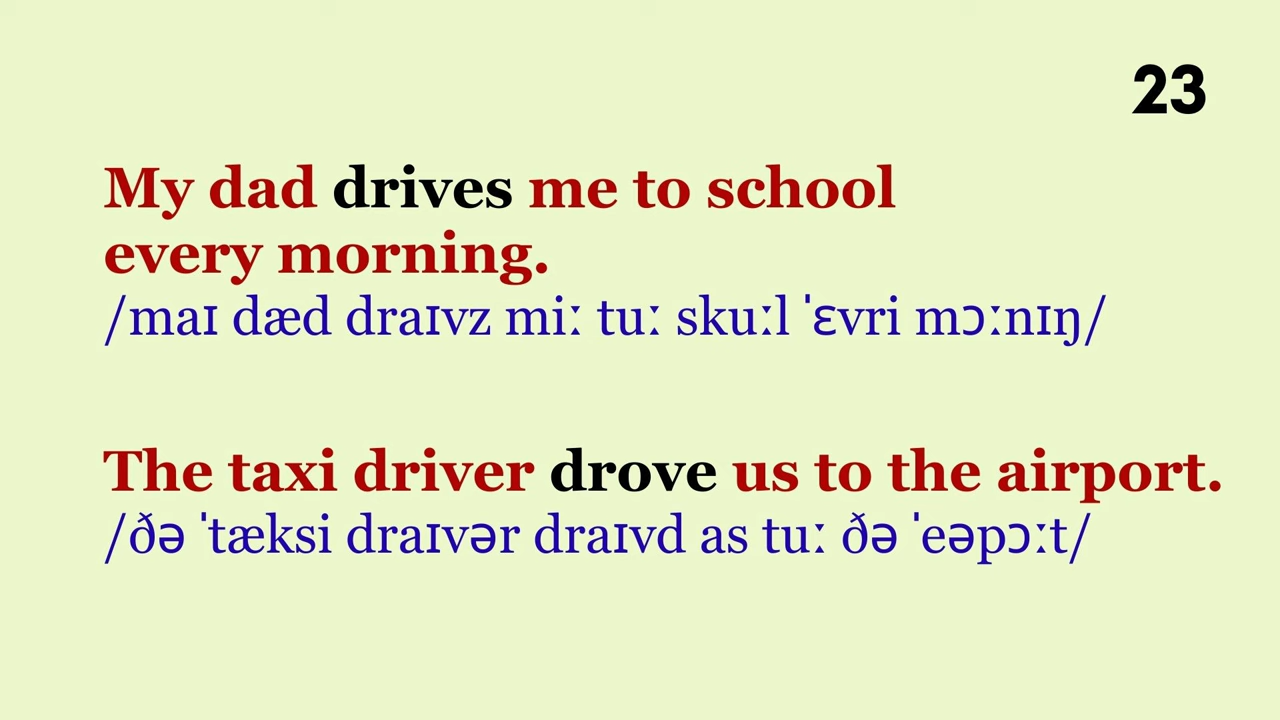 23
My dad drives me to school
every morning.
/maɪ dæd draɪvz miː tuː skuːl ˈɛvri mɔːnɪŋ/
The taxi driver drove us to the airport.
/ðə ˈtæksi draɪvər draɪvd as tuː ðə ˈeəpɔːt/